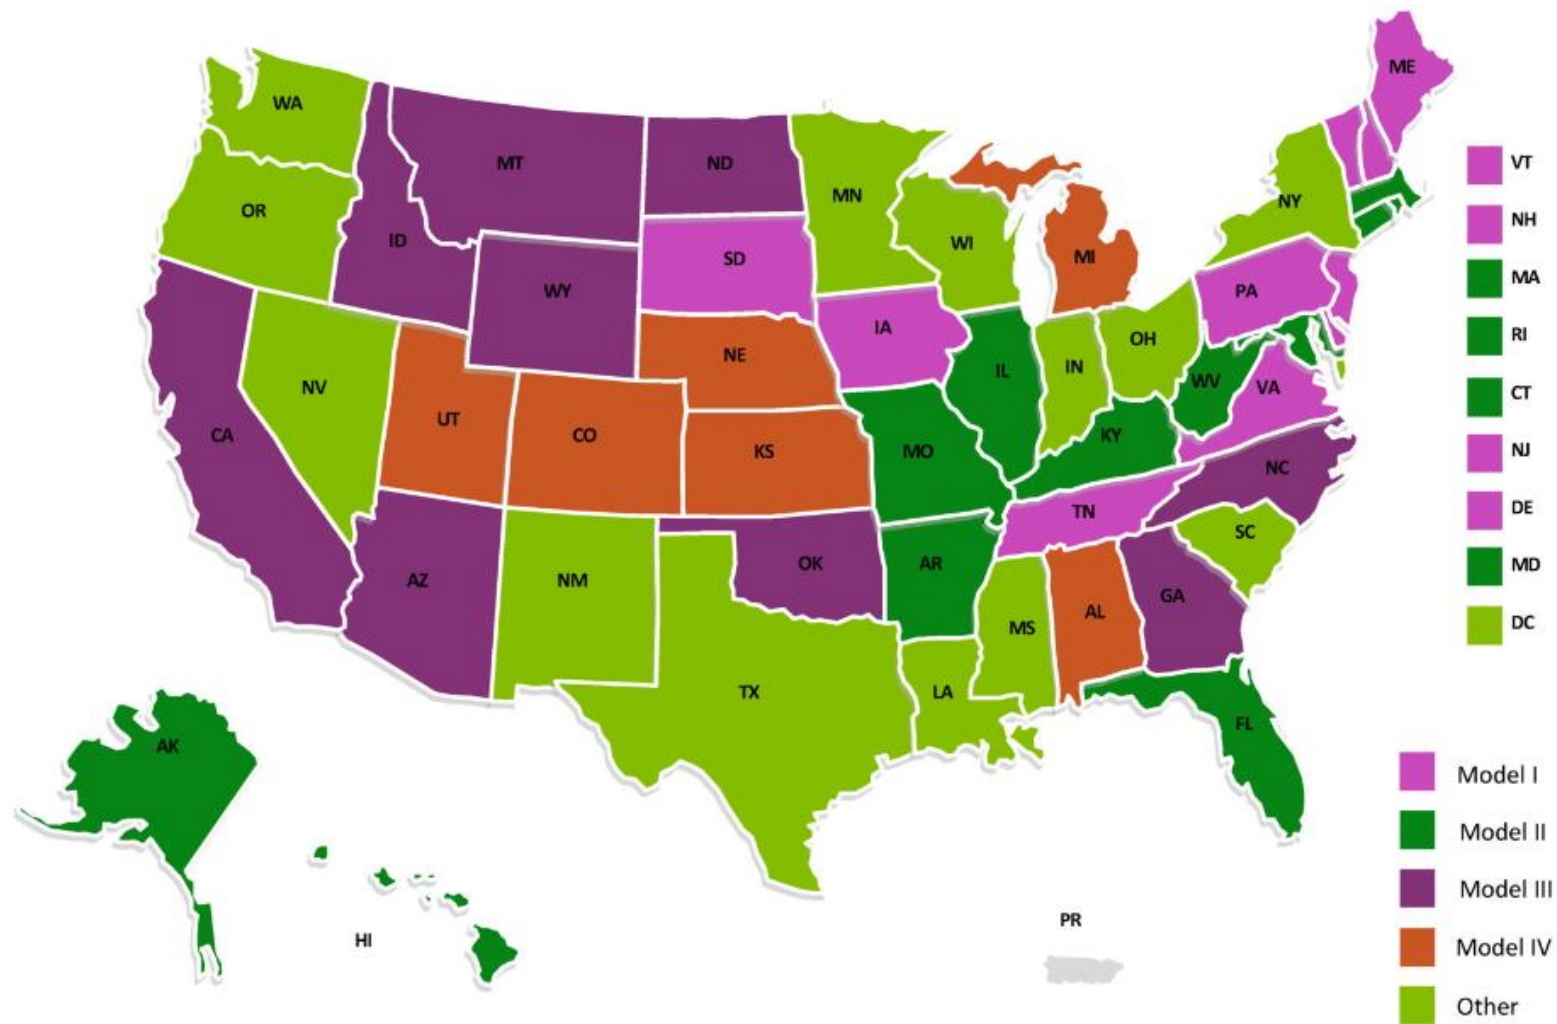 ME
WA
MT
ND
VT
MN
NY
OR
NH
ID
WI
SD
MI
MA
WY
PA
IA
RI
OH
NE
IN
IL
WV
VA
NV
CT
UT
CO
KY
CA
KS
MO
NJ
NC
TN
DE
SC
OK
AR
MD
AZ
NM
GA
AL
MS
DC
TX
LA
FL
AK
Model I
Model II
Model III
PR
HI
Model IV
Other